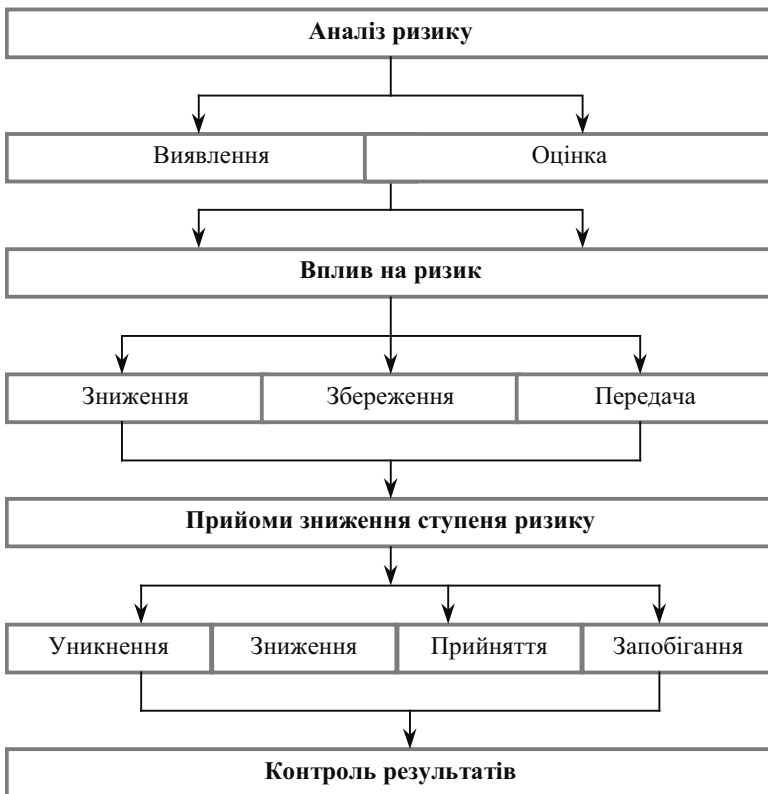 Аналіз ризику
Виявлення
Оцінка
Вплив на ризик
Зниження
Збереження
Передача
Прийоми зниження ступеня ризику
Уникнення
Зниження
Прийняття
Запобігання
Контроль результатів